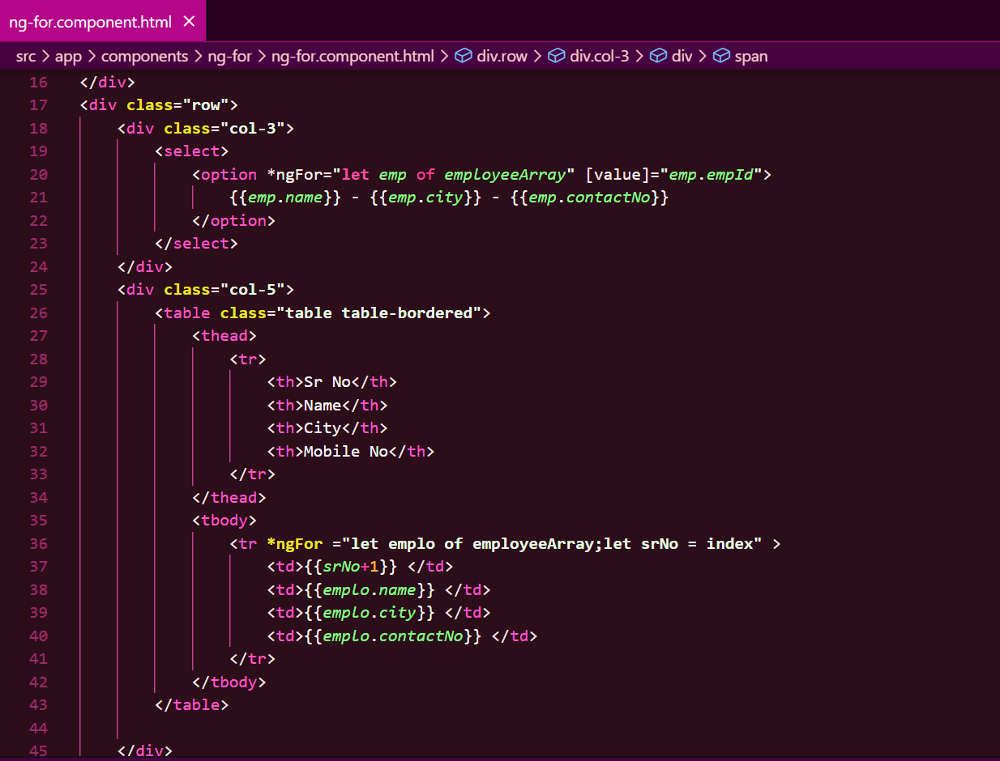 ng-for.component.html ×
src > app > components > ng-for > ng-for.component.html > div.row > div.col-3 > div > span
16 </div>
17 <div class="row">
18 <div class="col-3">
19 <select>
20 <option *ngFor="let emp of employeeArray" [value]="emp.empId">
21 {{emp.name}} - {{emp.city}} - {{emp.contactNo}}
22 </option>
23 </select>
24 </div>
25 <div class="col-5">
26 <table class="table table-bordered">
27 <thead>
28 <tr>
29 <th>Sr No</th>
30 <th>Name</th>
31 <th>City</th>
32 <th>Mobile No</th>
33 </tr>
34 </thead>
35 <tbody>
36 <tr *ngFor ="let emplo of employeeArray;let srNo = index" >
37 <td>{{srNo+1}} </td>
38 <td>{{emplo.name}} </td>
39 <td>{{emplo.city}} </td>
40 <td>{{emplo.contactNo}} </td>
41 </tr>
42 </tbody>
43 </table>
44
45 </div>